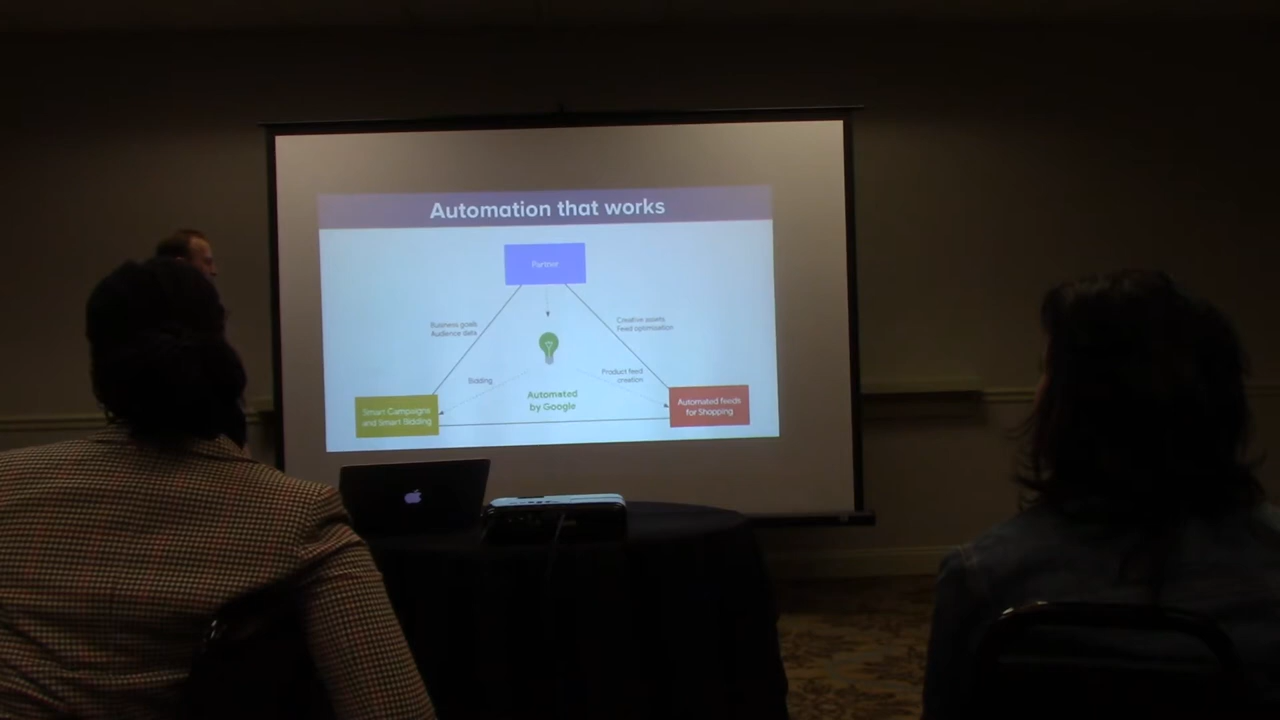 Automation that works
Partner
Business goals
Audience data
Creative assets
Feed optimisation
Bidding
Product feed
creation
Automated
by Google
Smart Campaigns
and Smart Bidding
Automated feeds
for Shopping